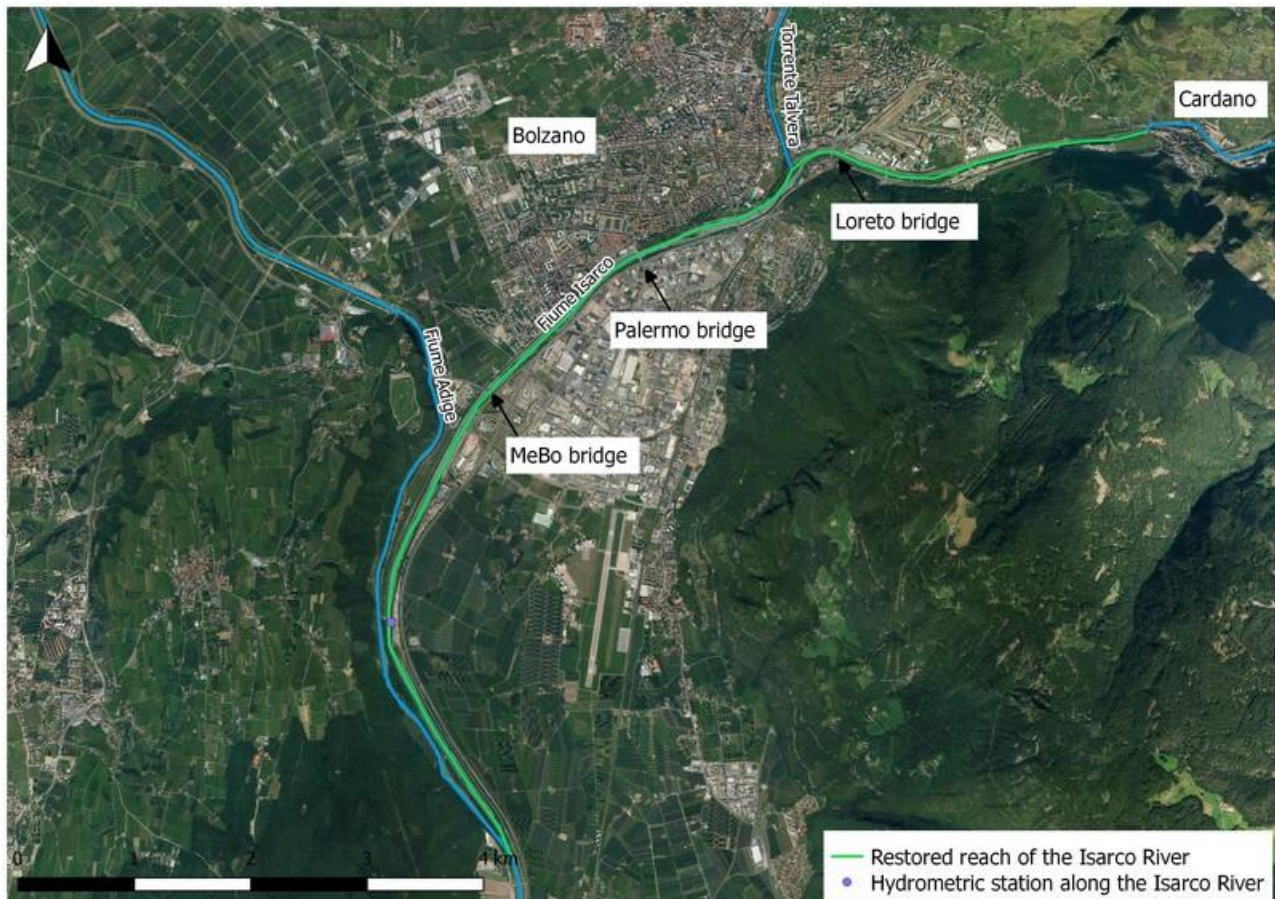 Torrente Talvera
Cardano
Bolzano
Loreto bridge
Fiume Isarco
Palermo bridge
Fiume Adige
MeBo bridge
0 1 2 3 4 km
Restored reach of the Isarco River
Hydrometric station along the Isarco River